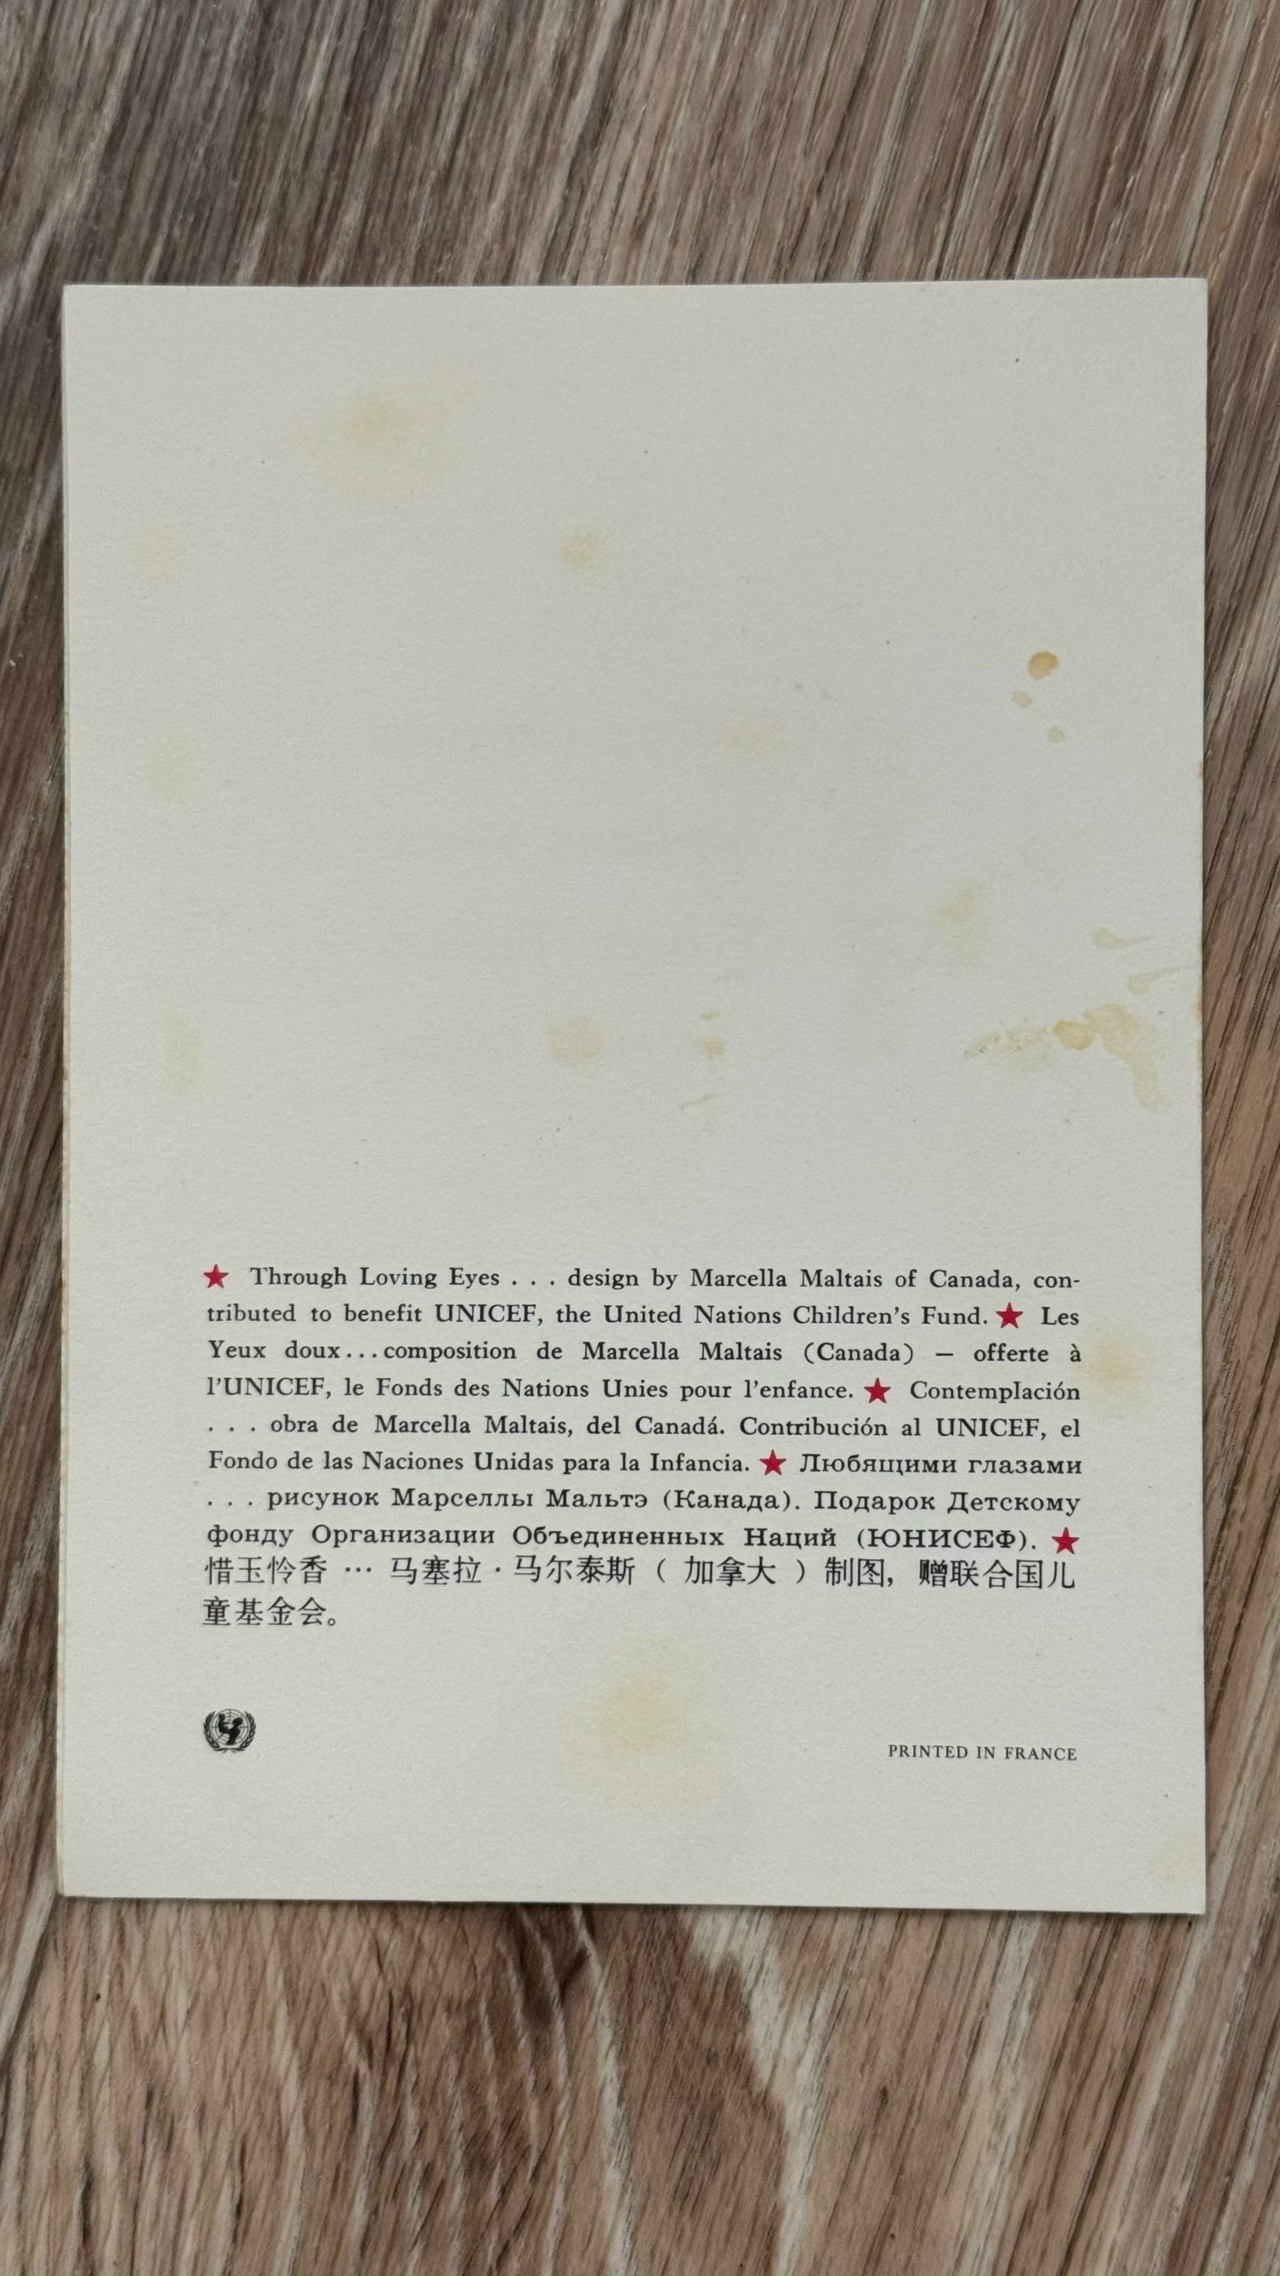 ★ Through Loving Eyes . . . design by Marcella Maltais of Canada, con-
tributed to benefit UNICEF, the United Nations Children's Fund. ★ Les
Yeux doux... composition de Marcella Maltais (Canada) — offerte à
l'UNICEF, le Fonds des Nations Unies pour l'enfance. ★ Contemplación
. . . obra de Marcella Maltais, del Canadá. Contribución al UNICEF, el
Fondo de las Naciones Unidas para la Infancia. ★ Любящими глазами
. . . рисунок Марселлы Мальтэ (Канада). Подарок Детскому
фонду Организации Объединенных Наций (ЮНИСЕФ). ★
惜玉怜香 … 马塞拉·马尔泰斯（加拿大）制图，赠联合国儿
童基金会。
PRINTED IN FRANCE